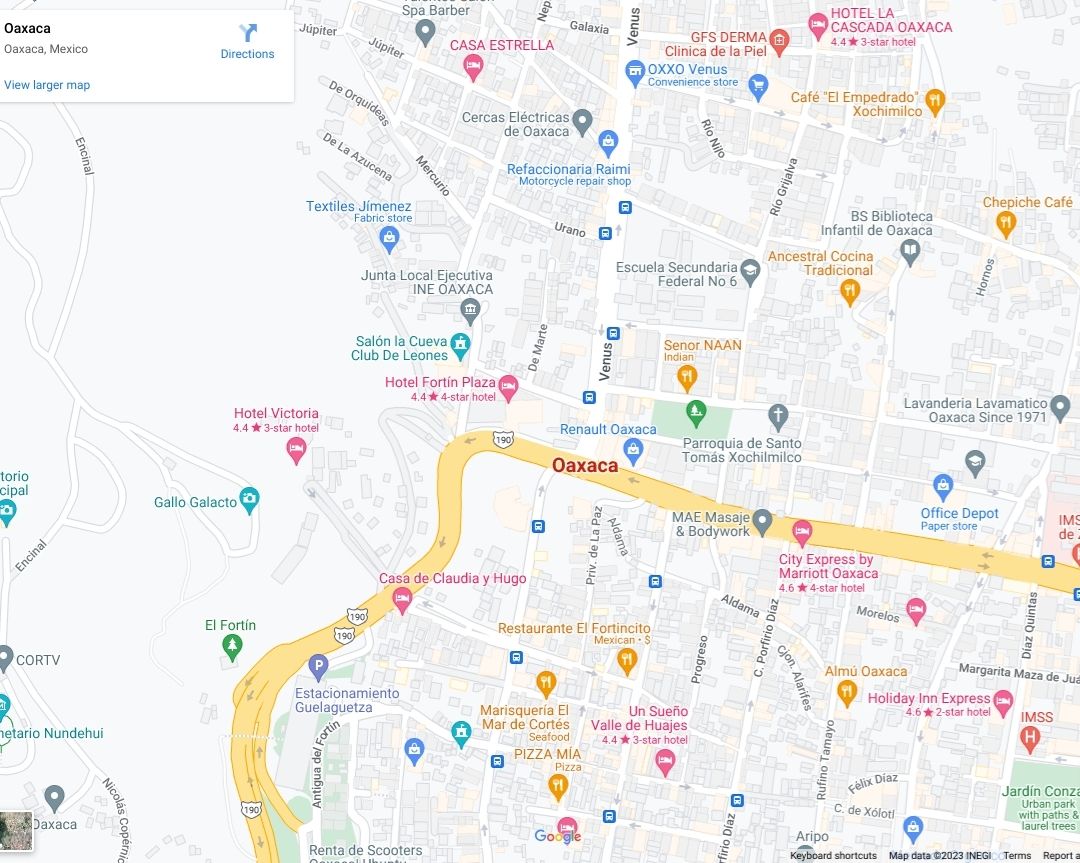 Oaxaca
Oaxaca, Mexico
Directions
View larger map
Spa Barber
Júpiter
Júpiter
Galaxia
Venus
HOTEL LA
CASCADA OAXACA
4.4★ 3-star hotel
GFS DERMA
Clinica de la Piel
CASA ESTRELLA
OXXO Venus
Convenience store
Café "El Empedrado"
Xochimilco
De Orquideas
Cercas Eléctricas
de Oaxaca
Encinal
De La Azucena
Mercurio
Río Nilo
Refaccionaria Raimi
Motorcycle repair shop
Río Grijalva
Textiles Jímenez
Fabric store
Chepiche Café
BS Biblioteca
Infantil de Oaxaca
Urano
Junta Local Ejecutiva
INE OAXACA
Escuela Secundaria
Federal No 6
Ancestral Cocina
Tradicional
Hornos
De Marte
Venus
Salón la Cueva
Club De Leones
Senor NAAN
Indian
Hotel Fortín Plaza
4.4★ 4-star hotel
Hotel Victoria
4.4★ 3-star hotel
Lavanderia Lavamatico
Oaxaca Since 1971
Renault Oaxaca
Parroquia de Santo
Tomás Xochilmilco
190
Oaxaca
torio
cipal
Gallo Galacto
Office Depot
Paper store
MAE Masaje
& Bodywork
IMS
de
Priv. de La Paz
Aldama
Encinal
City Express by
Marriott Oaxaca
4.6★ 4-star hotel
Casa de Claudia y Hugo
Aldama
Morelos
Díaz Quintas
190
190
El Fortín
Restaurante El Fortincito
Mexican • $
Progreso
C. Porfirio Díaz
Cjon. Alarifes
CORTV
P
Estacionamiento
Guelaguetza
Almú Oaxaca
Margarita Maza de Juá
Holiday Inn Express
4.6★ 2-star hotel
Marisquería El
Mar de Cortés
Seafood
Un Sueño
Valle de Huajes
4.4★ 3-star hotel
IMSS
H
netario Nundehui
Antigua del Fortín
PIZZA MÍA
Pizza
Rufino Tamayo
Félix Díaz
Nicolás Copérnic
190
C. de Xólotl
Jardín Conza
Urban park
with paths &
laurel trees
Oaxaca
rfirio Díaz
Google
Aripo
Renta de Scooters
Oaxaca! Ubuntu
Keyboard shortcuts
Map data ©2023 INEGI
Terms
Report a